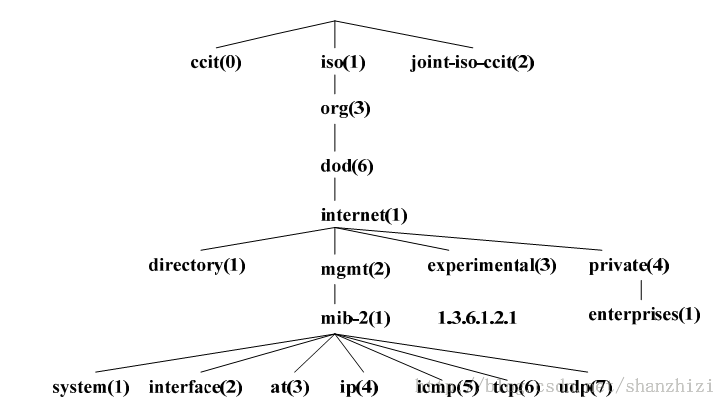 ccit(0) iso(1) joint-iso-ccit(2)
org(3)
dod(6)
internet(1)
directory(1) mgmt(2) experimental(3) private(4)
mib-2(1) 1.3.6.1.2.1 enterprises(1)
system(1) interface(2) at(3) ip(4) icmp(5) tcp(6) udp(7)
http://blog.csdn.net/shanzhizi